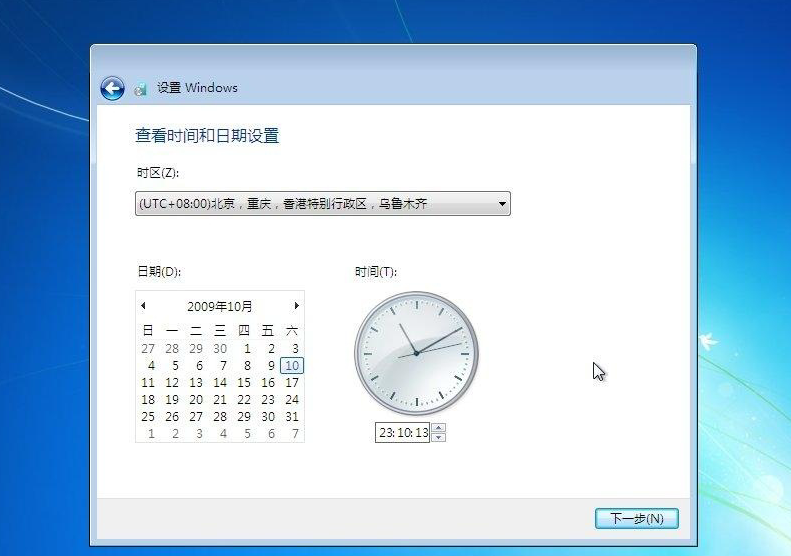 设置 Windows
查看时间和日期设置
时区(Z):
(UTC+08:00)北京，重庆，香港特别行政区，乌鲁木齐
日期(D): 时间(T):
2009年10月
日 一 二 三 四 五 六
27 28 29 30 1 2 3
4 5 6 7 8 9 10
11 12 13 14 15 16 17
18 19 20 21 22 23 24
25 26 27 28 29 30 31
1 2 3 4 5 6 7
23:10:13
下一步(N)